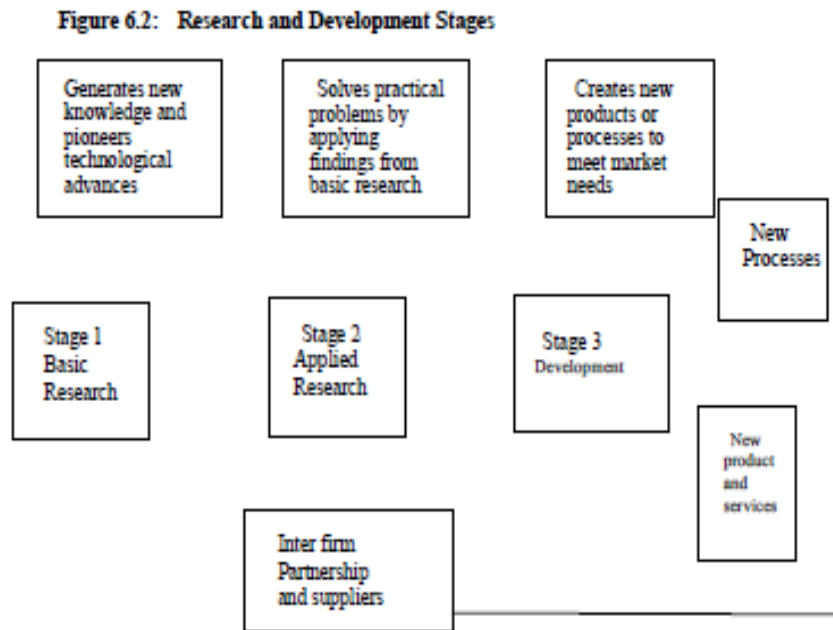 Figure 6.2: Research and Development Stages
Generates new
knowledge and
pioneers
technological
advances
Solves practical
problems by
applying
findings from
basic research
Creates new
products or
processes to
meet market
needs
New
Processes
Stage 1
Basic
Research
Stage 2
Applied
Research
Stage 3
Development
New
product
and
services
Inter firm
Partnership
and suppliers